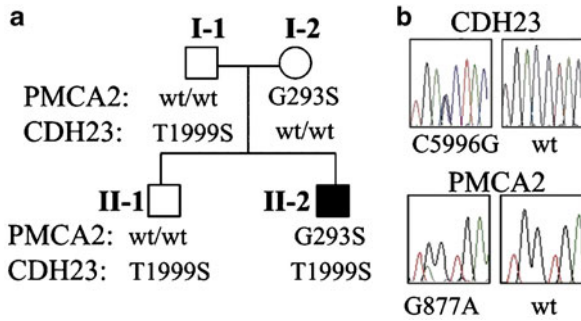 a
I-1 I-2
PMCA2: wt/wt G293S
CDH23: T1999S wt/wt
II-1 II-2
PMCA2: wt/wt G293S
CDH23: T1999S T1999S
b
CDH23
C5996G wt
PMCA2
G877A wt